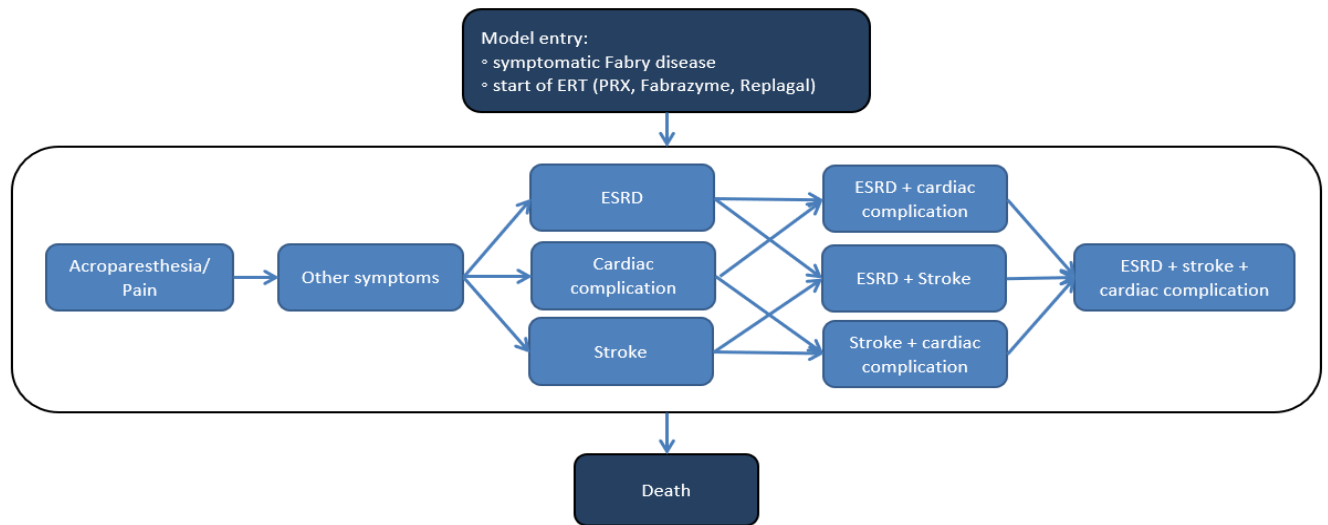 Model entry:
◦ symptomatic Fabry disease
◦ start of ERT (PRX, Fabrazyme, Replagal)
Acroparesthesia/
Pain
Other symptoms
ESRD
Cardiac
complication
Stroke
ESRD + cardiac
complication
ESRD + Stroke
Stroke + cardiac
complication
ESRD + stroke +
cardiac complication
Death